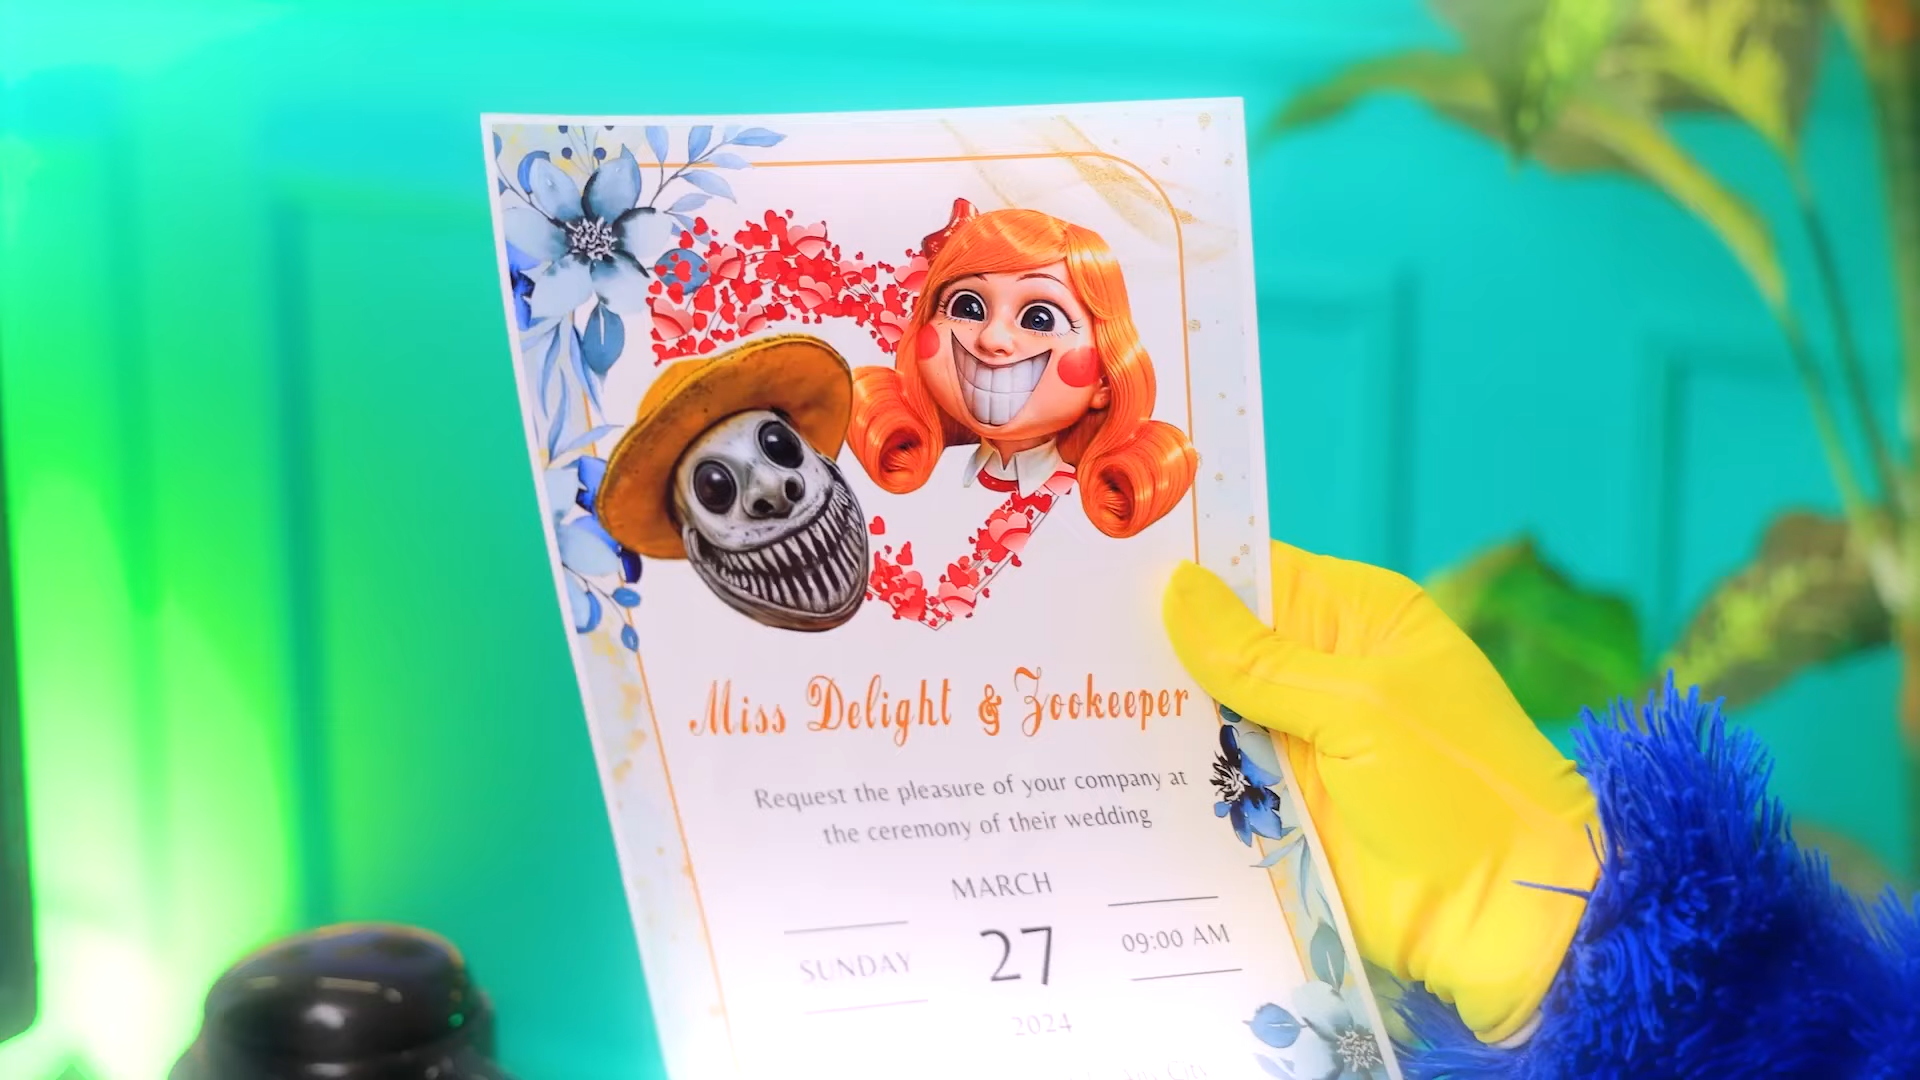 Miss Delight & Zookeeper
Request the pleasure of your company at
the ceremony of their wedding
MARCH
SUNDAY
27
09:00 AM
2024
City